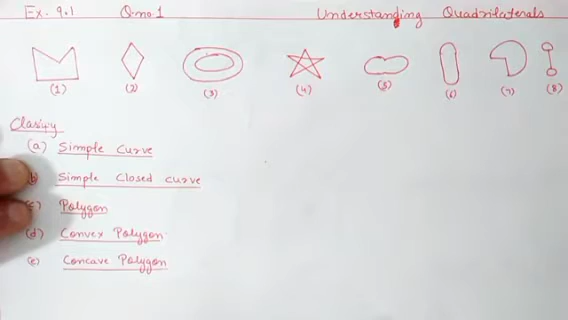 Ex. 9.1 Q.no.1 Understanding Quadrilaterals
(1) (2) (3) (4) (5) (6) (7) (8)
Classify
(a) Simple Curve
(b) Simple Closed Curve
(c) Polygon
(d) Convex Polygon
(e) Concave Polygon